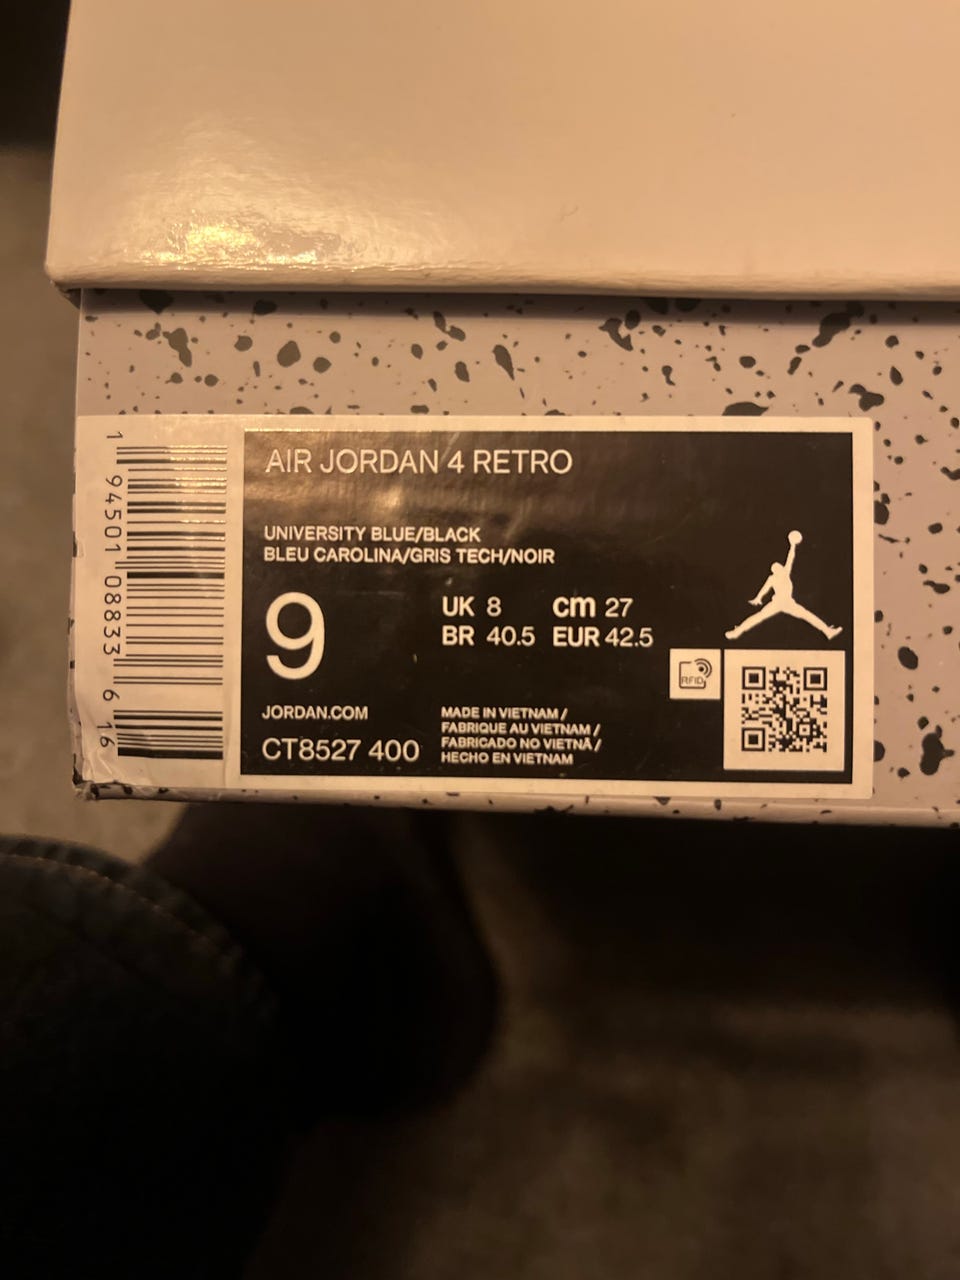 AIR JORDAN 4 RETRO
UNIVERSITY BLUE/BLACK
BLEU CAROLINA/GRIS TECH/NOIR
9
UK 8 cm 27
BR 40.5 EUR 42.5
RFID
JORDAN.COM
CT8527 400
MADE IN VIETNAM /
FABRIQUE AU VIETNAM /
FABRICADO NO VIETNÃ /
HECHO EN VIETNAM
1 94501 08833 6 16